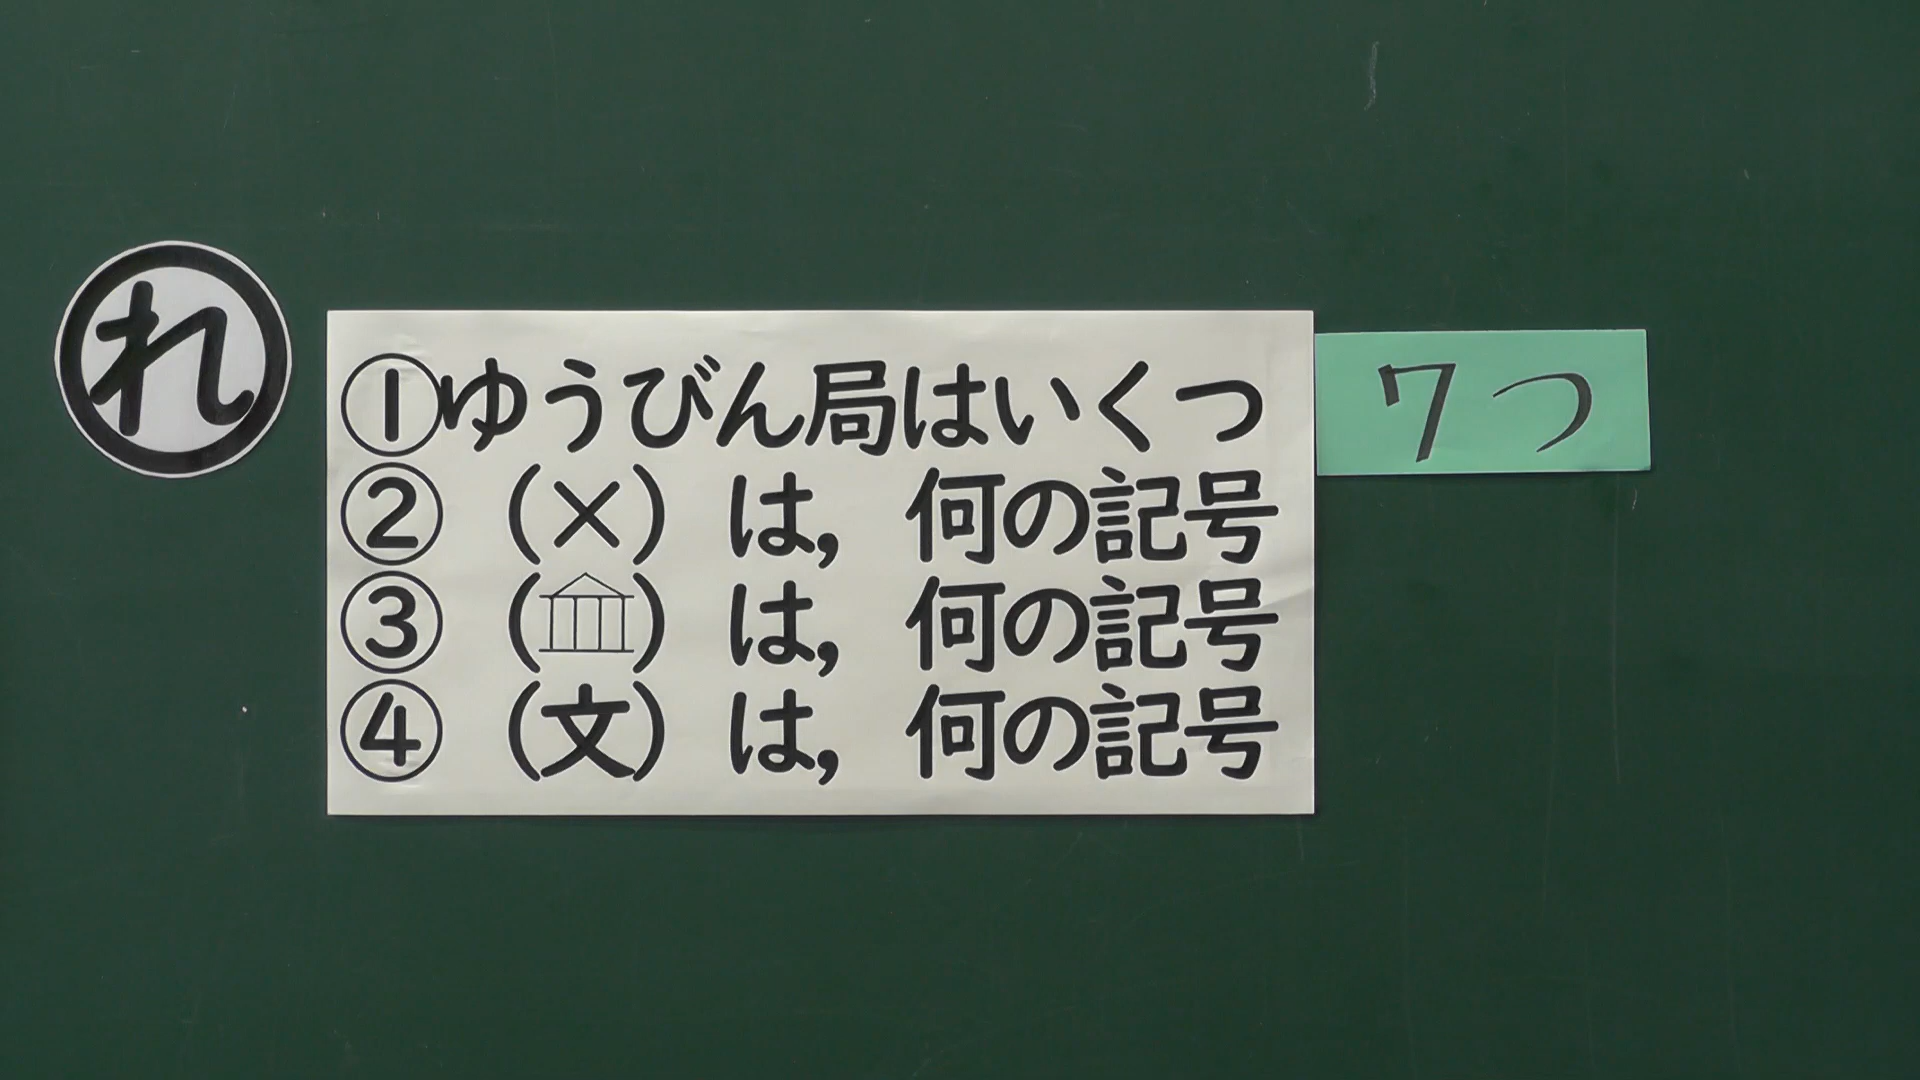 れ
①ゆうびん局はいくつ
7つ
②（×）は，何の記号
③（）は，何の記号
④（文）は，何の記号